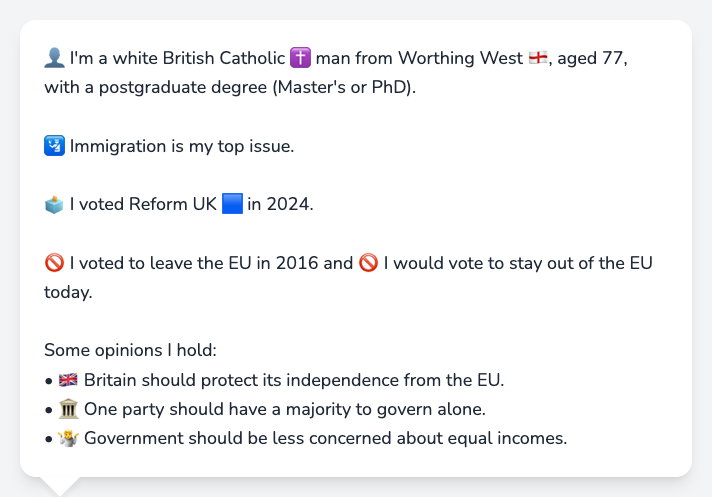 👤 I'm a white British Catholic ✝️ man from Worthing West 🏴󠁧󠁢󠁥󠁮󠁧󠁿, aged 77,
with a postgraduate degree (Master's or PhD).
🛂 Immigration is my top issue.
🗳️ I voted Reform UK 🟦 in 2024.
🚫 I voted to leave the EU in 2016 and 🚫 I would vote to stay out of the EU
today.
Some opinions I hold:
• 🇬🇧 Britain should protect its independence from the EU.
• 🏛️ One party should have a majority to govern alone.
• 🤷 Government should be less concerned about equal incomes.